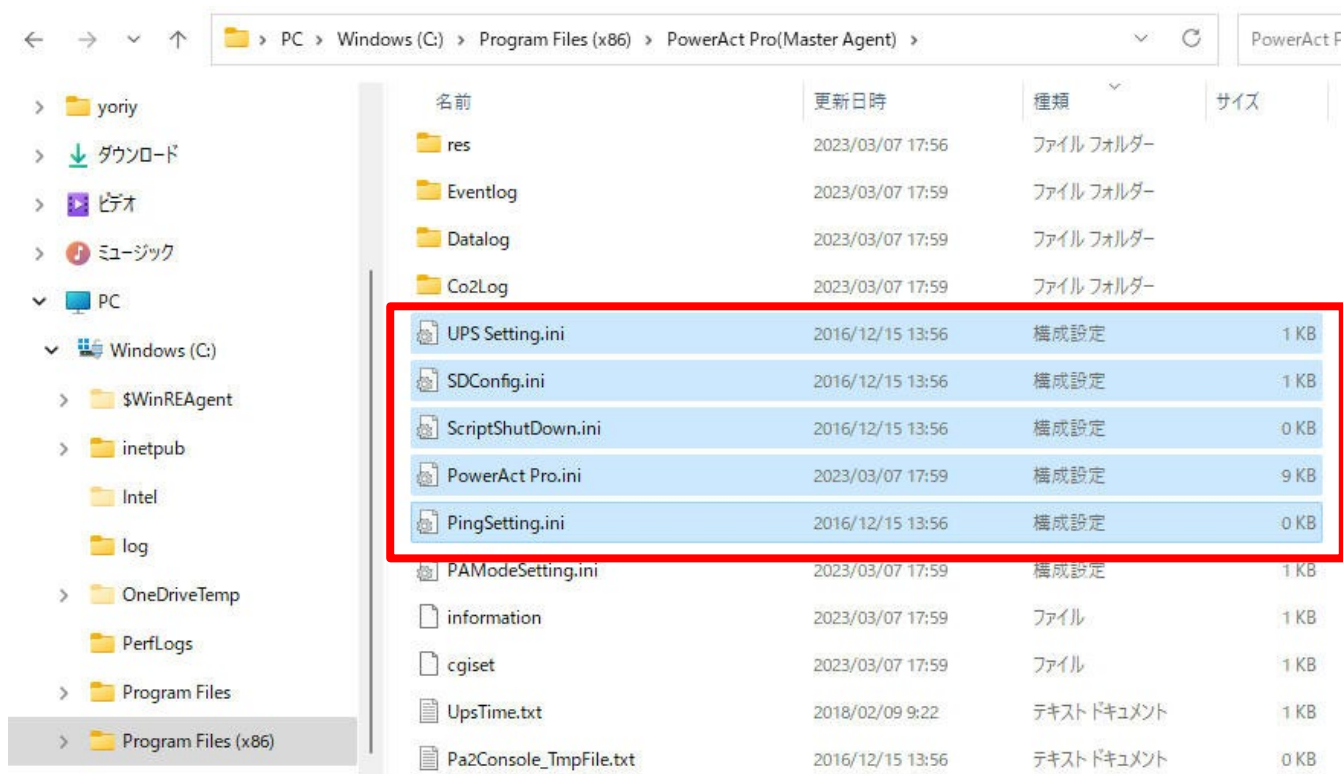 PC > Windows (C:) > Program Files (x86) > PowerAct Pro(Master Agent) >
PowerAct P
yoriy
ダウンロード
ビデオ
ミュージック
PC
Windows (C:)
$WinREAgent
inetpub
Intel
log
OneDriveTemp
PerfLogs
Program Files
Program Files (x86)
名前 更新日時 種類 サイズ
res 2023/03/07 17:56 ファイル フォルダー
Eventlog 2023/03/07 17:59 ファイル フォルダー
Datalog 2023/03/07 17:59 ファイル フォルダー
Co2Log 2023/03/07 17:59 ファイル フォルダー
UPS Setting.ini 2016/12/15 13:56 構成設定 1 KB
SDConfig.ini 2016/12/15 13:56 構成設定 1 KB
ScriptShutDown.ini 2016/12/15 13:56 構成設定 0 KB
PowerAct Pro.ini 2023/03/07 17:59 構成設定 9 KB
PingSetting.ini 2016/12/15 13:56 構成設定 0 KB
PAModeSetting.ini 2023/03/07 17:59 構成設定 1 KB
information 2023/03/07 17:59 ファイル 1 KB
cgiset 2023/03/07 17:59 ファイル 1 KB
UpsTime.txt 2018/02/09 9:22 テキスト ドキュメント 1 KB
Pa2Console_TmpFile.txt 2016/12/15 13:56 テキスト ドキュメント 0 KB